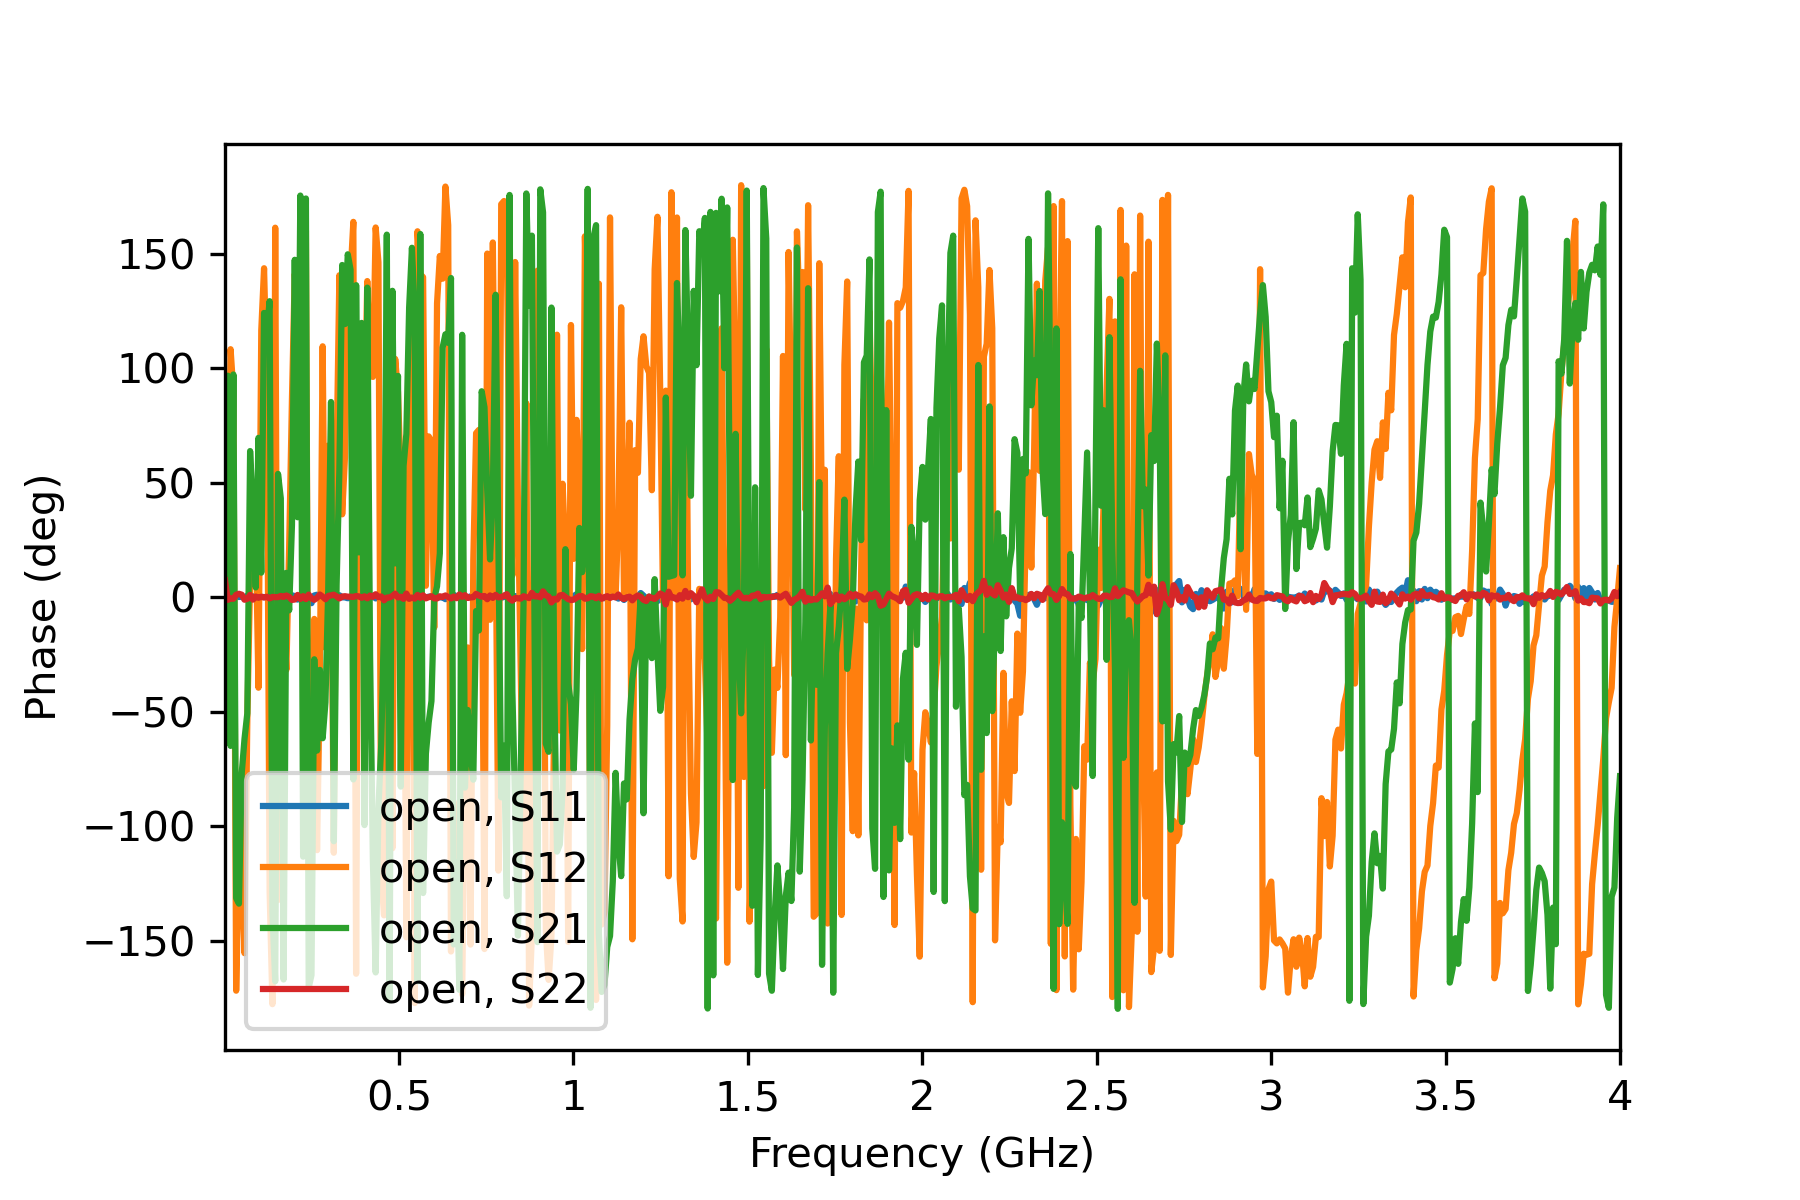 150
100
50
0
−50
−100
−150
Phase (deg)
open, S11
open, S12
open, S21
open, S22
0.5 1 1.5 2 2.5 3 3.5 4
Frequency (GHz)